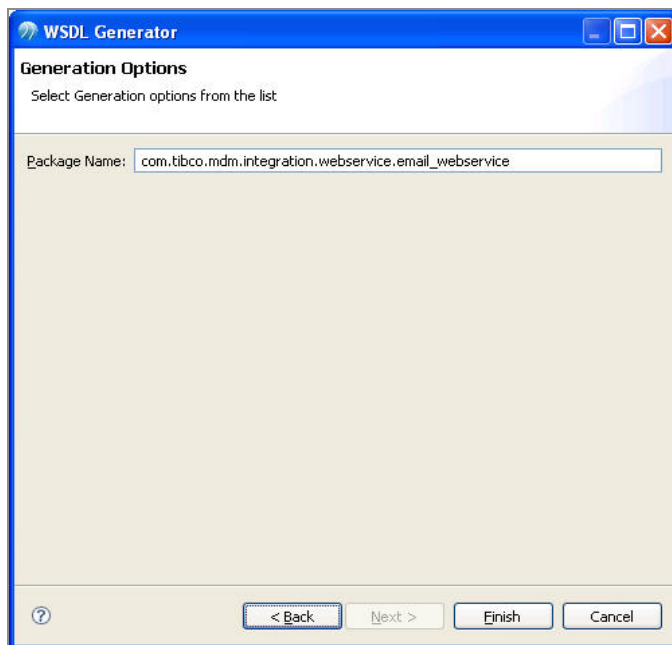 WSDL Generator
Generation Options
Select Generation options from the list
Package Name: com.tibco.mdm.integration.webservice.email_webservice
? < Back Next > Finish Cancel